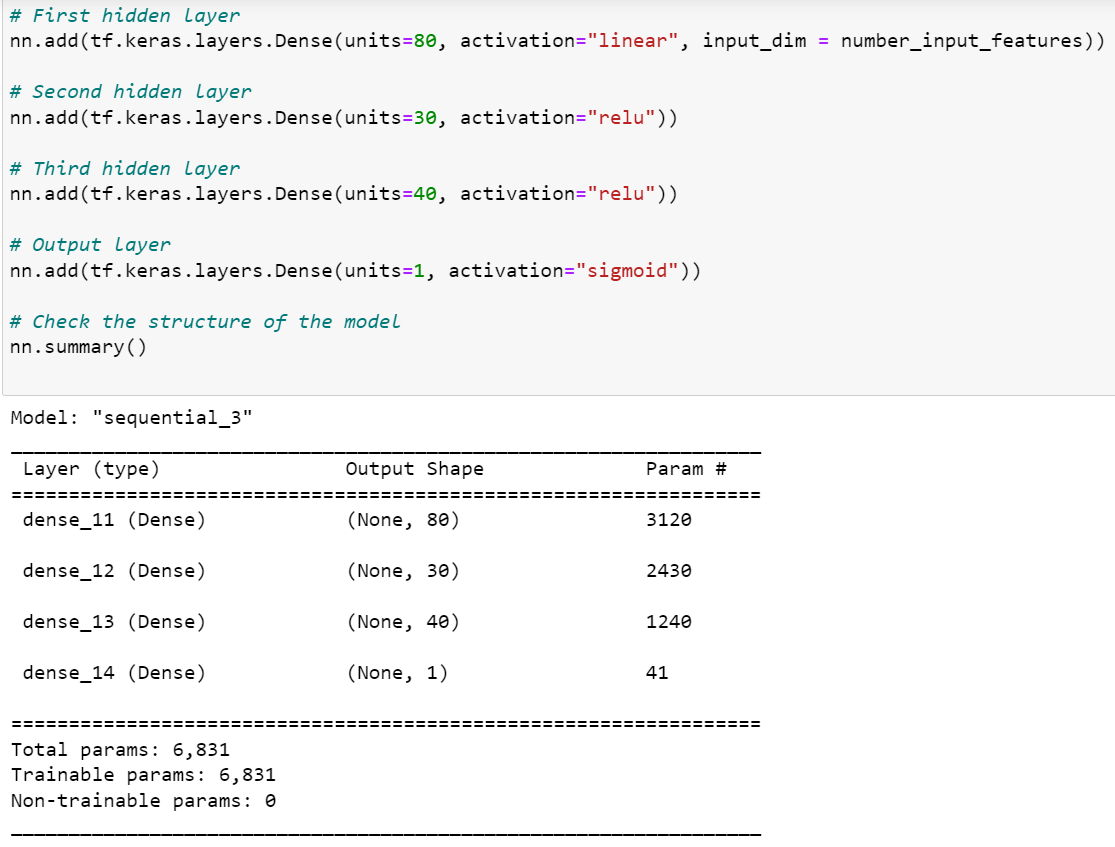 # First hidden layer
nn.add(tf.keras.layers.Dense(units=80, activation="linear", input_dim = number_input_features))
# Second hidden layer
nn.add(tf.keras.layers.Dense(units=30, activation="relu"))
# Third hidden layer
nn.add(tf.keras.layers.Dense(units=40, activation="relu"))
# Output layer
nn.add(tf.keras.layers.Dense(units=1, activation="sigmoid"))
# Check the structure of the model
nn.summary()
Model: "sequential_3"
_________________________________________________________________
Layer (type) Output Shape Param #
=================================================================
dense_11 (Dense) (None, 80) 3120
dense_12 (Dense) (None, 30) 2430
dense_13 (Dense) (None, 40) 1240
dense_14 (Dense) (None, 1) 41
=================================================================
Total params: 6,831
Trainable params: 6,831
Non-trainable params: 0
_________________________________________________________________